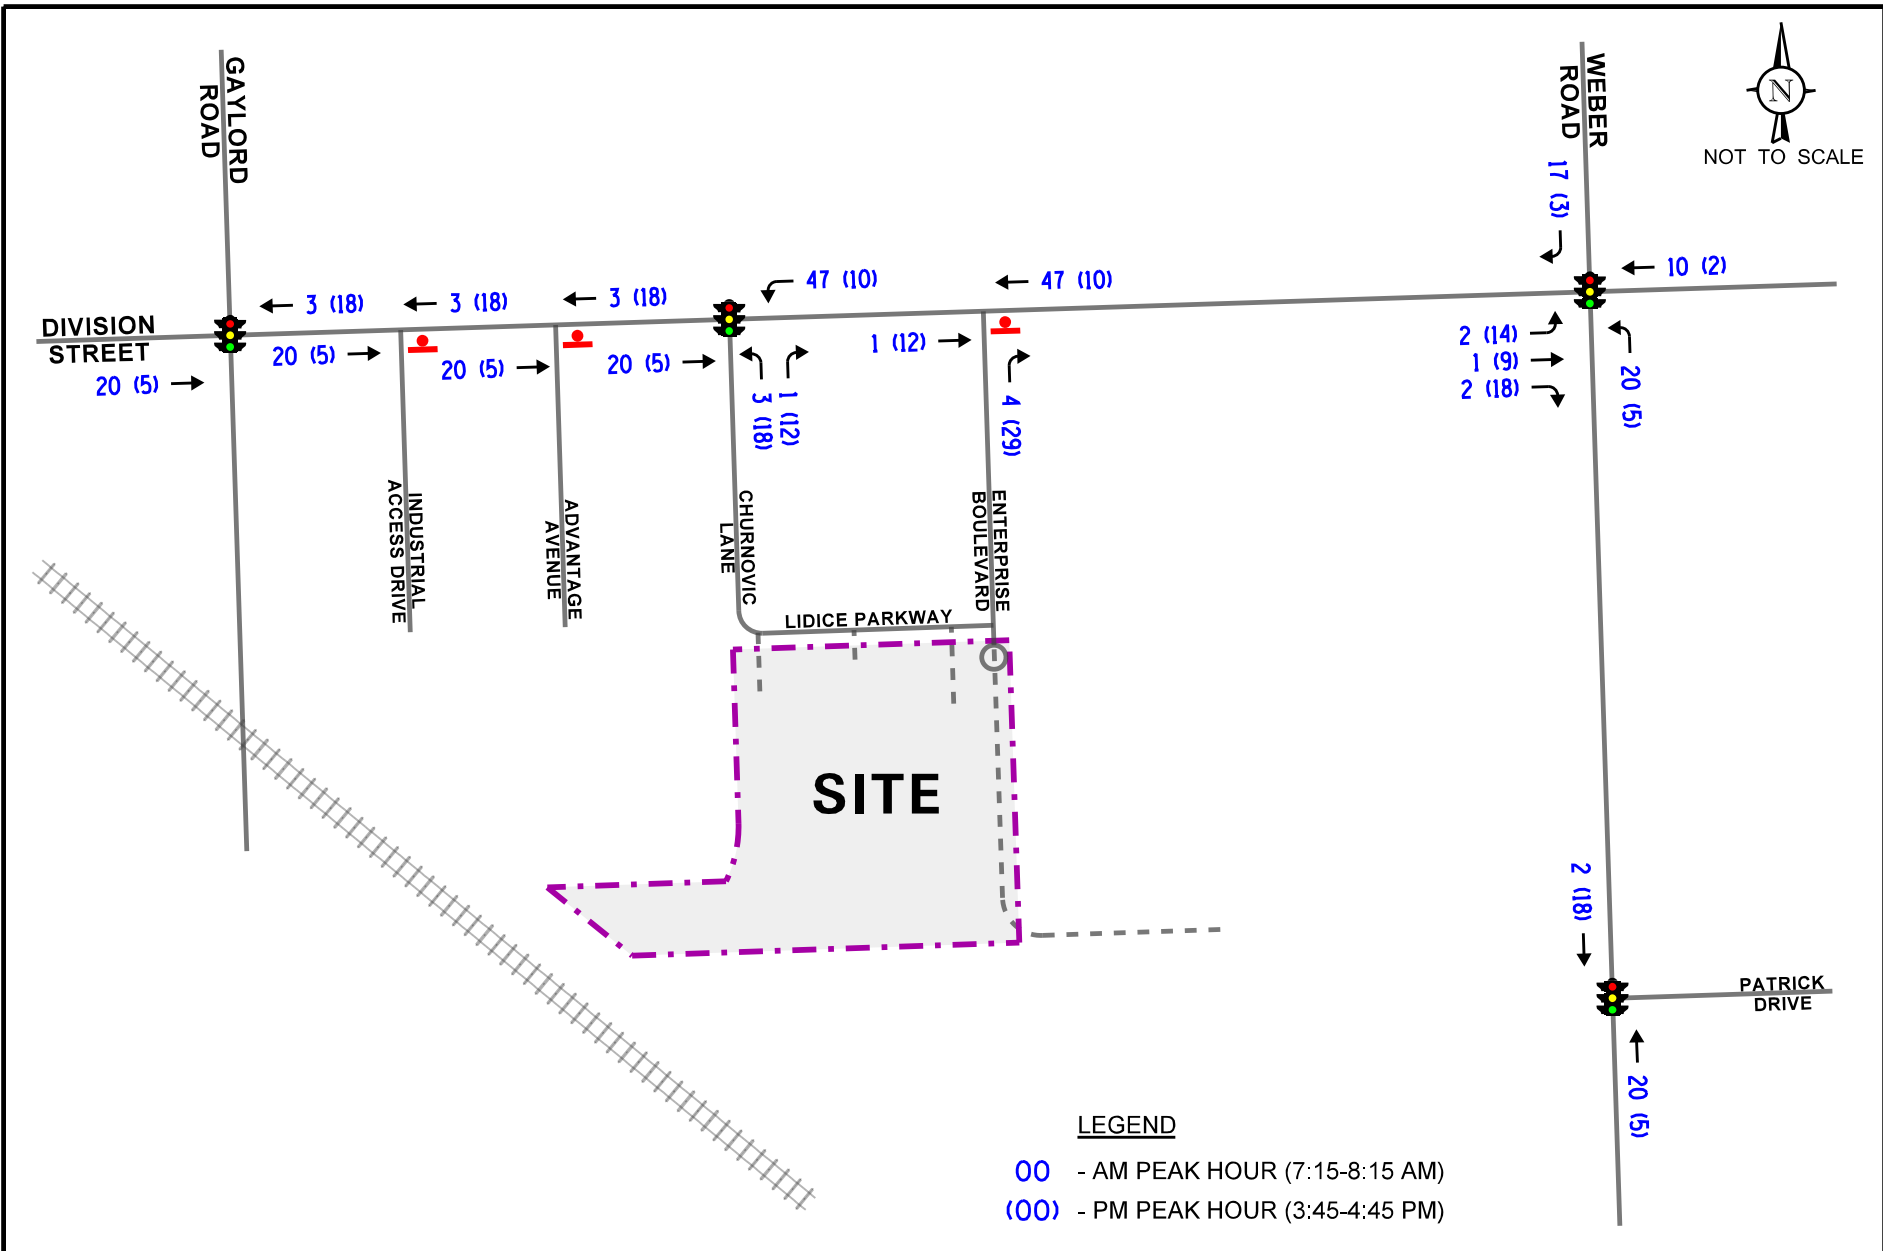 GAYLORD
ROAD
WEBER
ROAD
N
NOT TO SCALE
17 (3)
10 (2)
47 (10)
47 (10)
3 (18)
3 (18)
3 (18)
DIVISION
STREET
20 (5)
20 (5)
20 (5)
20 (5)
1 (12)
2 (14)
1 (9)
2 (18)
20 (5)
3 (18)
1 (12)
4 (29)
INDUSTRIAL
ACCESS DRIVE
ADVANTAGE
AVENUE
CHURNOVIC
LANE
ENTERPRISE
BOULEVARD
LIDICE PARKWAY
SITE
2 (18)
PATRICK
DRIVE
20 (5)
LEGEND
00 - AM PEAK HOUR (7:15-8:15 AM)
(00) - PM PEAK HOUR (3:45-4:45 PM)